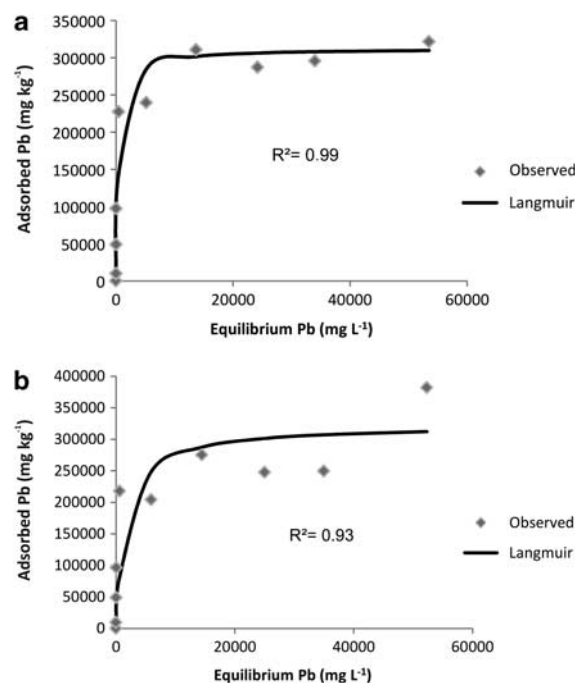 a
350000
300000
250000
200000
150000
100000
50000
0
Adsorbed Pb (mg kg⁻¹)
R²= 0.99
Observed
Langmuir
0 20000 40000 60000
Equilibrium Pb (mg L⁻¹)
b
400000
350000
300000
250000
200000
150000
100000
50000
0
Adsorbed Pb (mg kg⁻¹)
R²= 0.93
Observed
Langmuir
0 20000 40000 60000
Equilibrium Pb (mg L⁻¹)